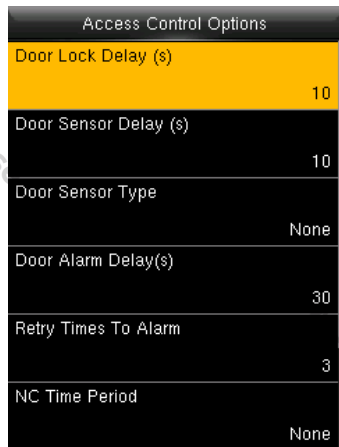 Access Control Options
Door Lock Delay (s)
10
Door Sensor Delay (s)
10
Door Sensor Type
None
Door Alarm Delay(s)
30
Retry Times To Alarm
3
NC Time Period
None